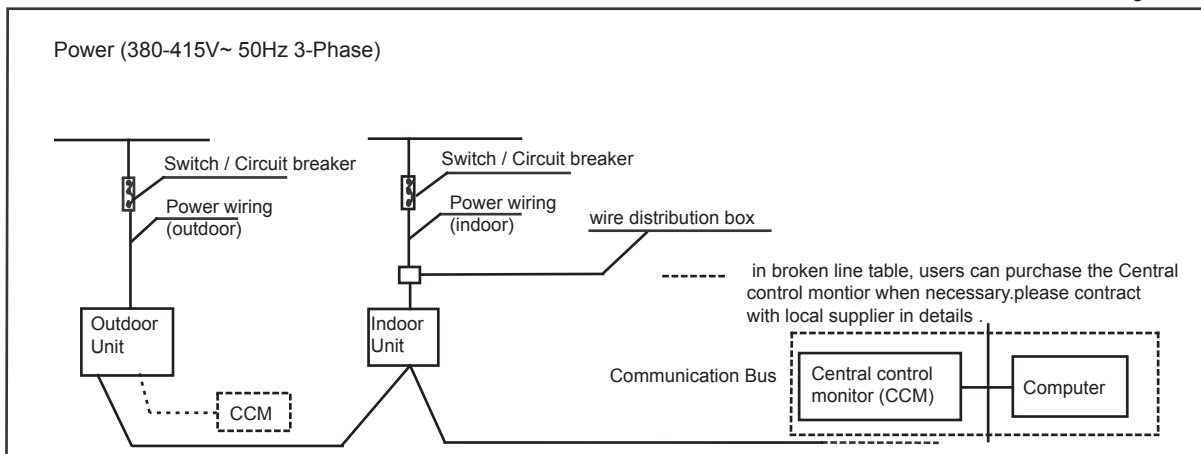 Power (380-415V~ 50Hz 3-Phase)
Switch / Circuit breaker
Power wiring
(outdoor)
Switch / Circuit breaker
Power wiring
(indoor)
wire distribution box
in broken line table, users can purchase the Central
control montior when necessary.please contract
with local supplier in details .
Outdoor
Unit
Indoor
Unit
CCM
Communication Bus
Central control
monitor (CCM)
Computer